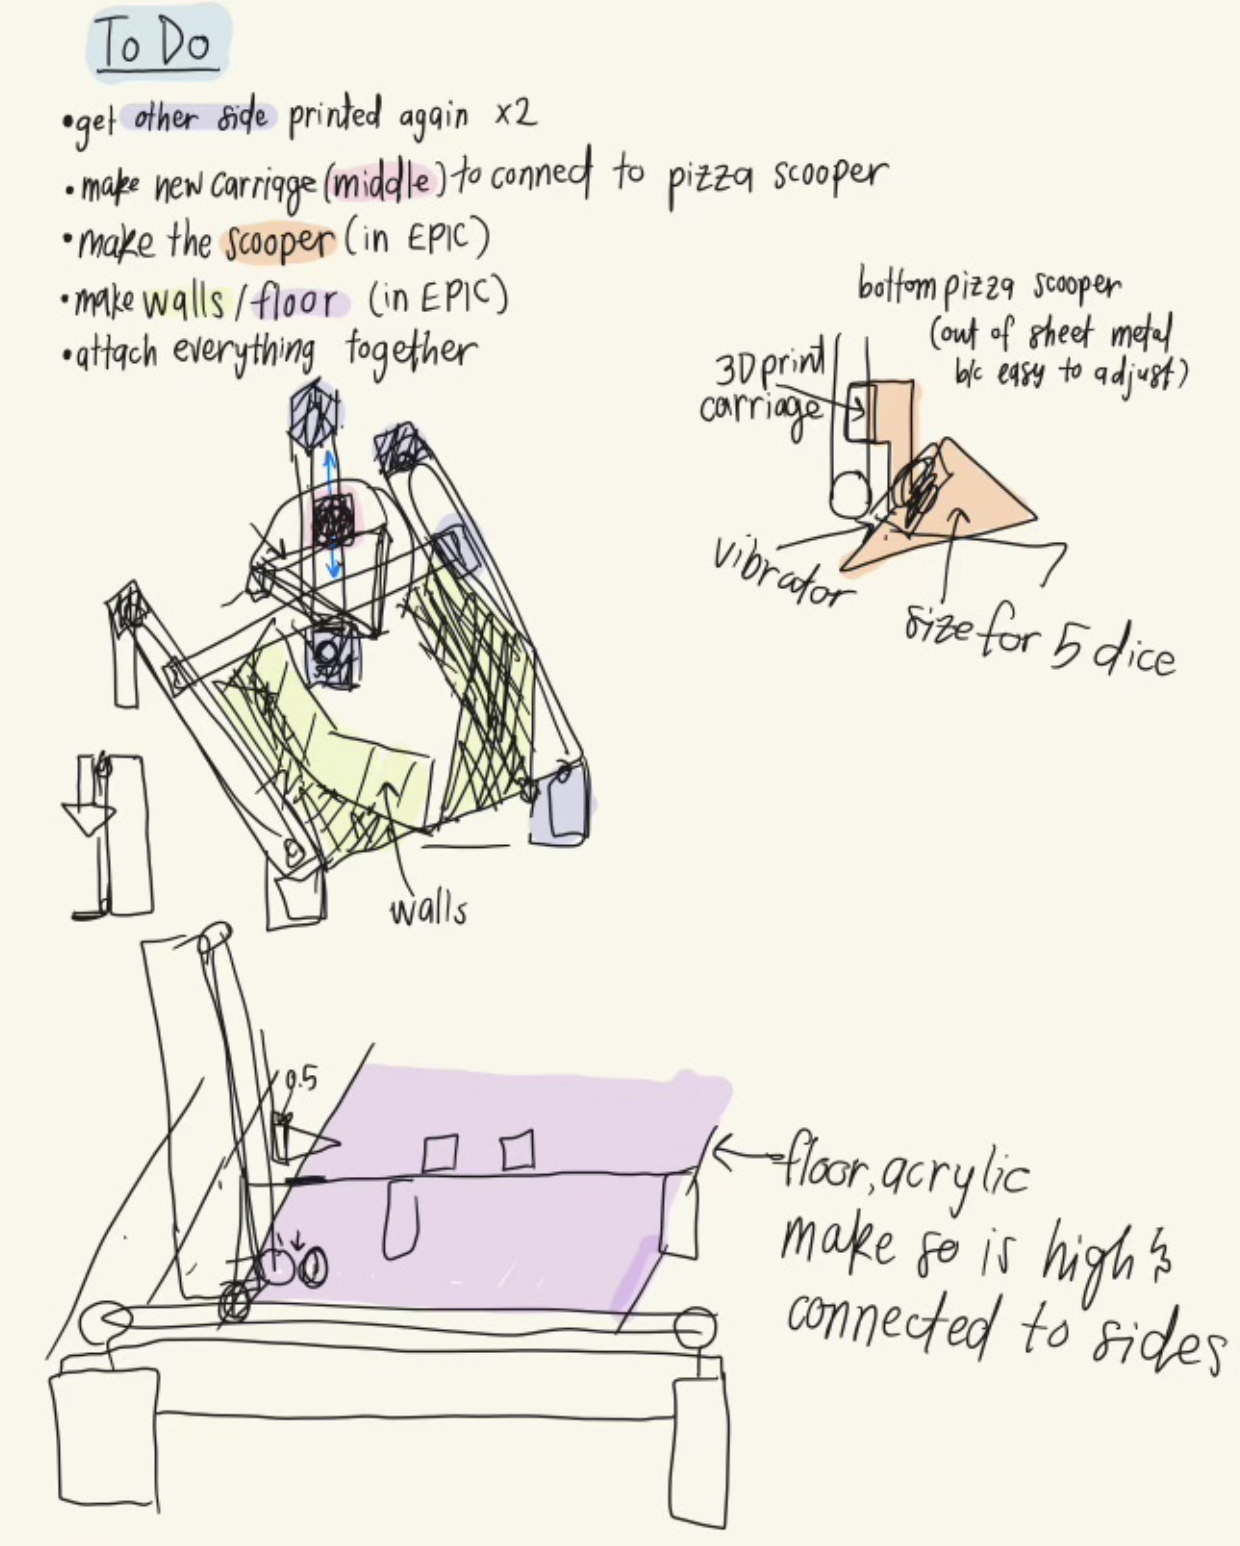 To Do
•get other side printed again x2
•make new carriage (middle) to connect to pizza scooper
•make the scooper (in EPIC)
•make walls / floor (in EPIC)
•attach everything together
bottom pizza scooper
(out of sheet metal
b/c easy to adjust)
3D print
carriage
vibrator
size for 5 dice
walls
0.5
floor, acrylic
make so is high &
connected to sides